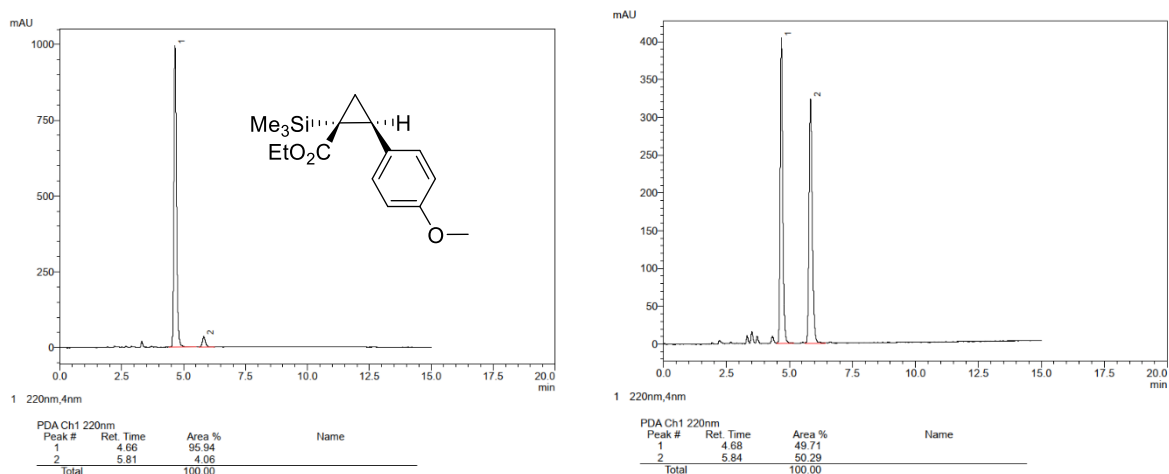 mAU
1000
750
500
250
0
1
2
Me3Si
H
EtO2C
O
0.0 2.5 5.0 7.5 10.0 12.5 15.0 17.5 20.0
min
1 220nm,4nm
PDA Ch1 220nm
Peak # Ret. Time Area % Name
1 4.66 95.94
2 5.81 4.06
Total 100.00
mAU
400
350
300
250
200
150
100
50
0
1
2
0.0 2.5 5.0 7.5 10.0 12.5 15.0 17.5 20.0
min
1 220nm,4nm
PDA Ch1 220nm
Peak # Ret. Time Area % Name
1 4.68 49.71
2 5.84 50.29
Total 100.00